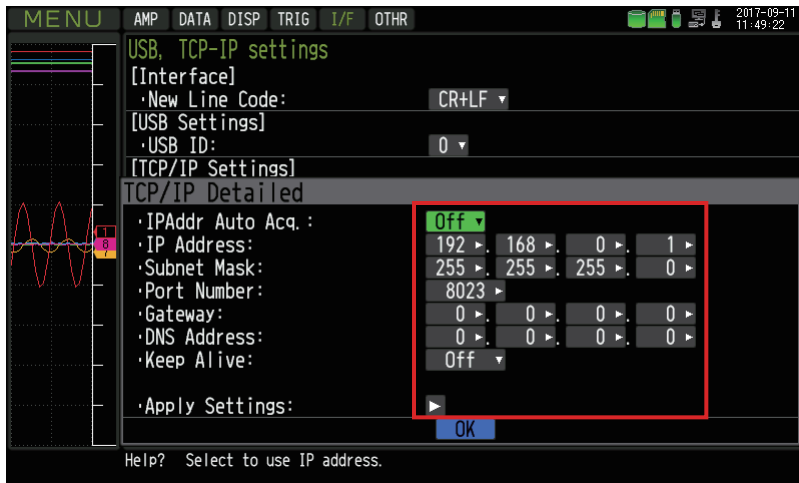 MENU AMP DATA DISP TRIG I/F OTHR 2017-09-11
11:49:22
USB, TCP-IP settings
[Interface]
・New Line Code: CR+LF ▼
[USB Settings]
・USB ID: 0 ▼
[TCP/IP Settings]
TCP/IP Detailed
・IPAddr Auto Acq.: Off ▼
・IP Address: 192 ►. 168 ►. 0 ►. 1 ►
・Subnet Mask: 255 ►. 255 ►. 255 ►. 0 ►
・Port Number: 8023 ►
・Gateway: 0 ►. 0 ►. 0 ►. 0 ►
・DNS Address: 0 ►. 0 ►. 0 ►. 0 ►
・Keep Alive: Off ▼
・Apply Settings: ►
OK
Help? Select to use IP address.
1
8
7